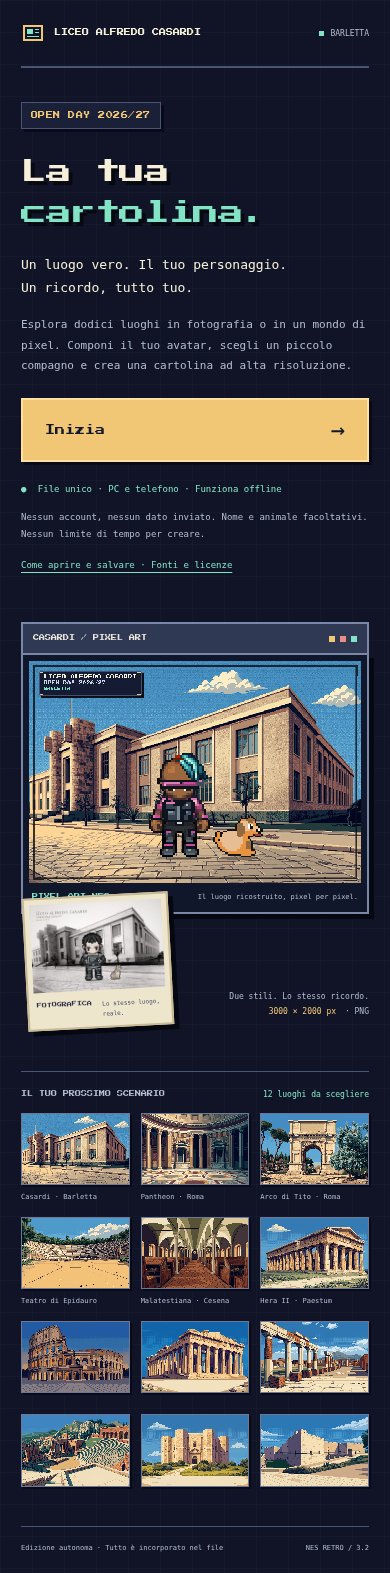 LICEO ALFREDO CASARDI
BARLETTA
OPEN DAY 2026/27
La tua
cartolina.
Un luogo vero. Il tuo personaggio.
Un ricordo, tutto tuo.
Esplora dodici luoghi in fotografia o in un mondo di
pixel. Componi il tuo avatar, scegli un piccolo
compagno e crea una cartolina ad alta risoluzione.
Inizia →
File unico · PC e telefono · Funziona offline
Nessun account, nessun dato inviato. Nome e animale facoltativi.
Nessun limite di tempo per creare.
Come aprire e salvare · Fonti e licenze
CASARDI / PIXEL ART
LICEO ALFREDO CASARDI
OPEN DAY 2026/27
BARLETTA
PIXEL ART NES
Il luogo ricostruito, pixel per pixel.
FOTOGRAFICA
Lo stesso luogo,
reale.
Due stili. Lo stesso ricordo.
3000 × 2000 px · PNG
IL TUO PROSSIMO SCENARIO
12 luoghi da scegliere
Casardi · Barletta
Pantheon · Roma
Arco di Tito · Roma
Teatro di Epidauro
Malatestiana · Cesena
Hera II · Paestum
Edizione autonoma · Tutto è incorporato nel file
NES RETRO / 3.2